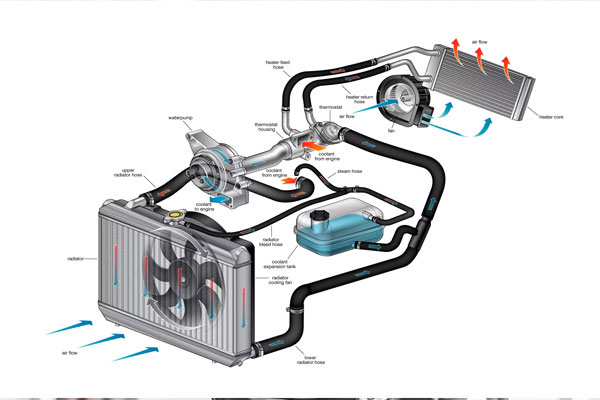 air flow
heater feed
hose
heater return
hose
heater core
thermostat
air flow
fan
waterpump
thermostat
housing
coolant
from engine
coolant
from engine
steam hose
upper
radiator hose
coolant
to engine
radiator
bleed hose
coolant
expansion tank
radiator
radiator
cooling fan
air flow
lower
radiator hose